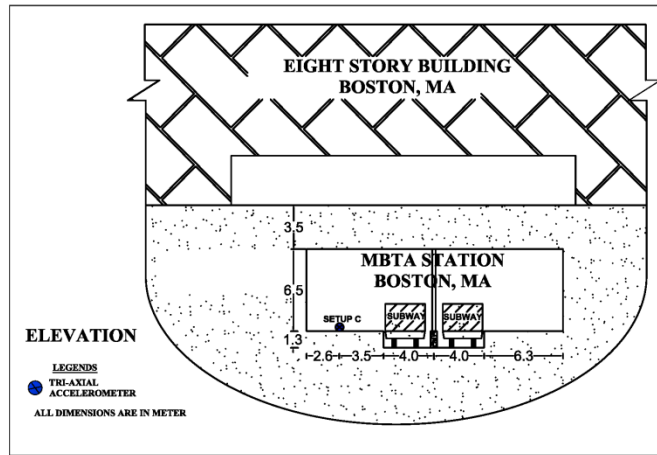 EIGHT STORY BUILDING
BOSTON, MA
3.5
MBTA STATION
BOSTON, MA
6.5
SETUP C
SUBWAY
SUBWAY
1.3
2.6 3.5 4.0 4.0 6.3
ELEVATION
LEGENDS
TRI-AXIAL
ACCELEROMETER
ALL DIMENSIONS ARE IN METER